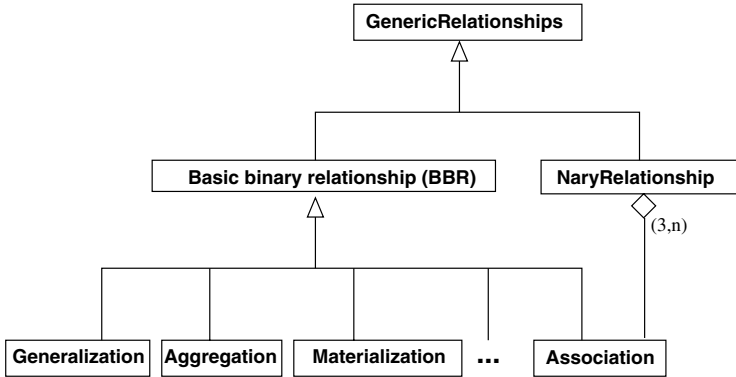 GenericRelationships
Basic binary relationship (BBR)
NaryRelationship
(3,n)
Generalization
Aggregation
Materialization
...
Association